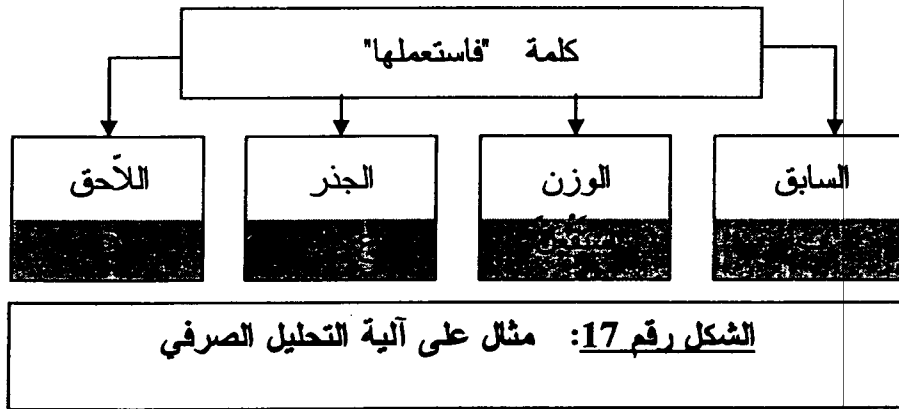 كلمة "فاستعملها"
السابق
الوزن
الجذر
اللاّحق
الشكل رقم 17: مثال على آلية التحليل الصرفي